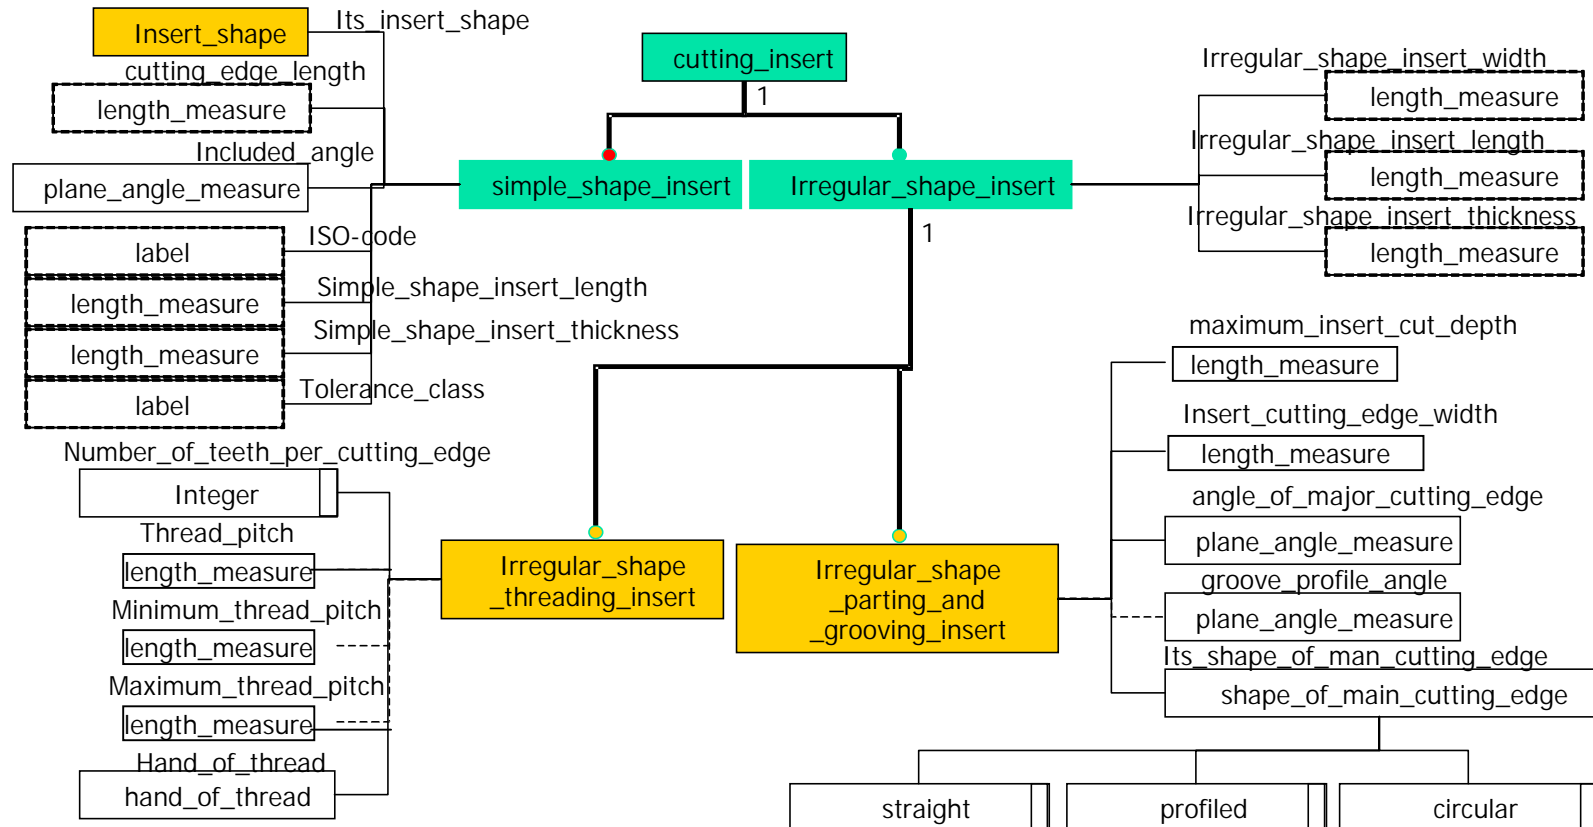 Its_insert_shape
Insert_shape
cutting_edge_length
length_measure
Included_angle
plane_angle_measure
ISO-code
label
Simple_shape_insert_length
length_measure
Simple_shape_insert_thickness
length_measure
Tolerance_class
label
cutting_insert
1
simple_shape_insert
Irregular_shape_insert
1
Irregular_shape_insert_width
length_measure
Irregular_shape_insert_length
length_measure
Irregular_shape_insert_thickness
length_measure
Number_of_teeth_per_cutting_edge
Integer
Thread_pitch
length_measure
Minimum_thread_pitch
length_measure
Maximum_thread_pitch
length_measure
Hand_of_thread
hand_of_thread
Irregular_shape
_threading_insert
Irregular_shape
_parting_and
_grooving_insert
maximum_insert_cut_depth
length_measure
Insert_cutting_edge_width
length_measure
angle_of_major_cutting_edge
plane_angle_measure
groove_profile_angle
plane_angle_measure
Its_shape_of_man_cutting_edge
shape_of_main_cutting_edge
straight
profiled
circular